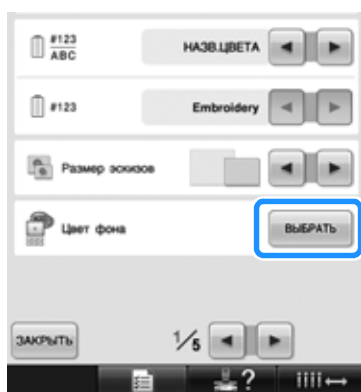 #123
ABC
НАЗВ.ЦВЕТА
#123
Embroidery
Размер эскизов
Цвет фона
ВЫБРАТЬ
ЗАКРЫТЬ
1/5
?